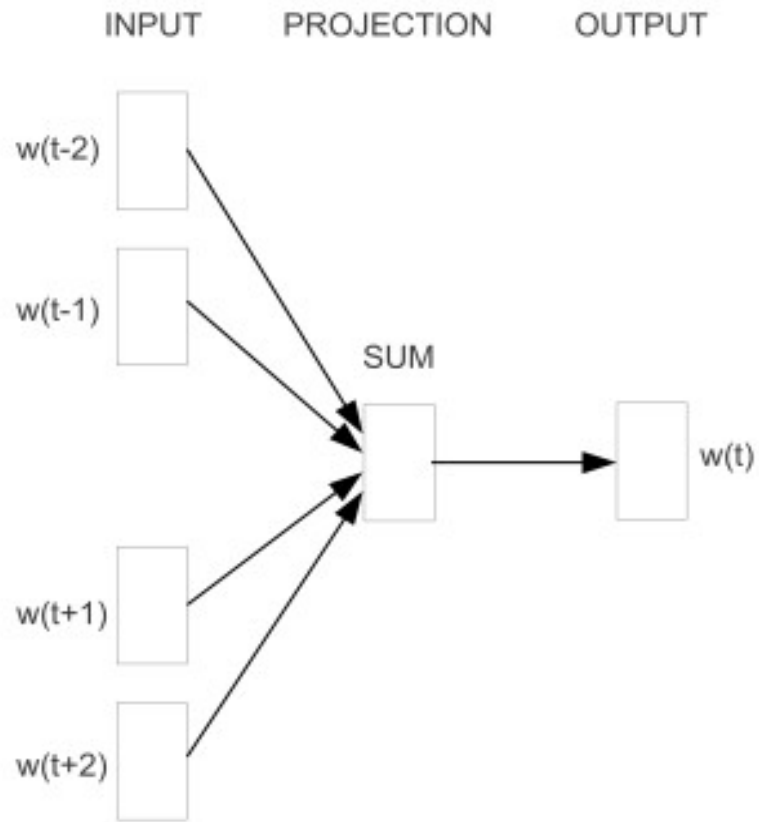 INPUT PROJECTION OUTPUT
w(t-2)
w(t-1)
SUM
w(t)
w(t+1)
w(t+2)